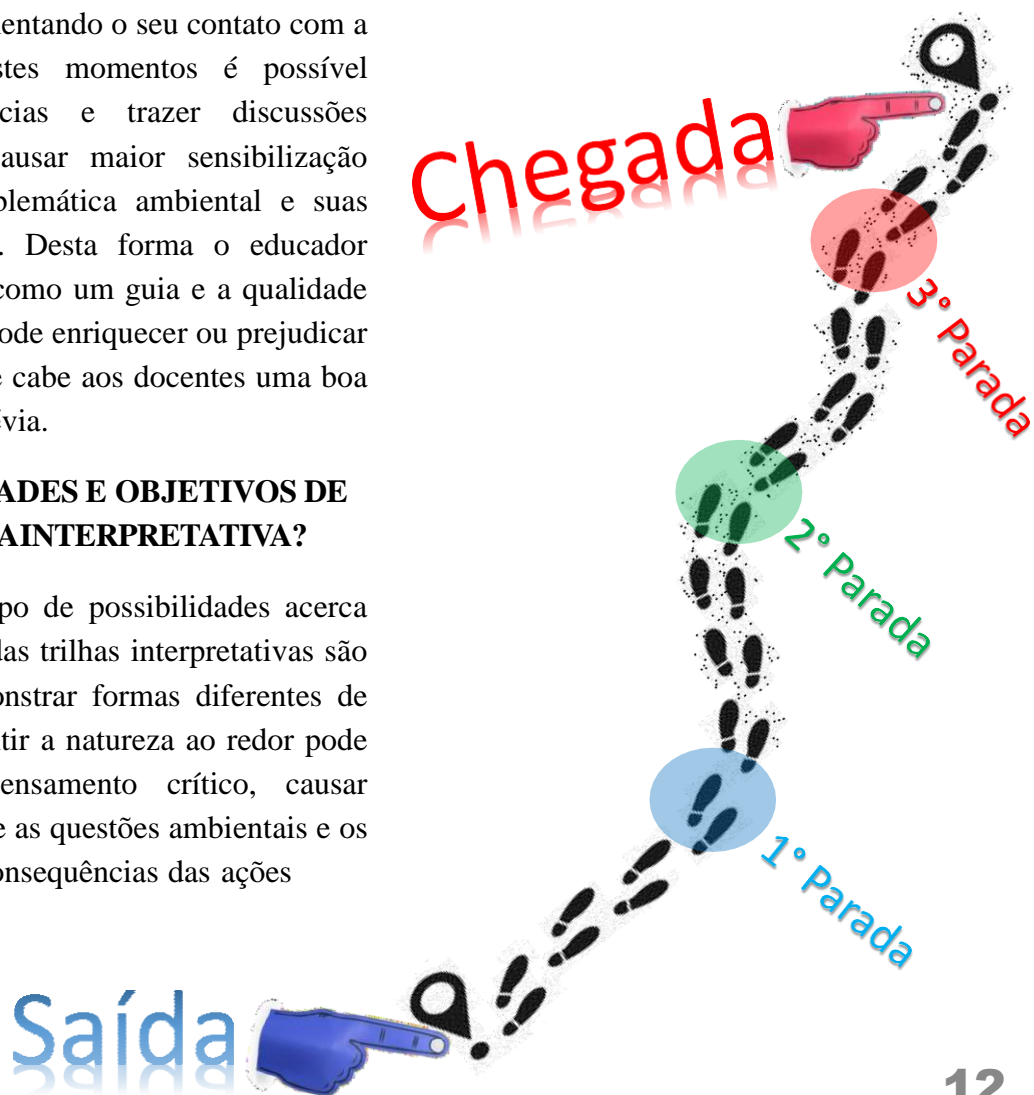 entando o seu contato com a
stes momentos é possível
cias e trazer discussões
ausar maior sensibilização
blemática ambiental e suas
. Desta forma o educador
como um guia e a qualidade
ode enriquecer ou prejudicar
e cabe aos docentes uma boa
évia.
ADES E OBJETIVOS DE
AINTERPRETATIVA?
po de possibilidades acerca
das trilhas interpretativas são
onstrar formas diferentes de
tir a natureza ao redor pode
ensamento crítico, causar
e as questões ambientais e os
onsequências das ações
Chegada
3° Parada
2° Parada
1° Parada
Saída
12